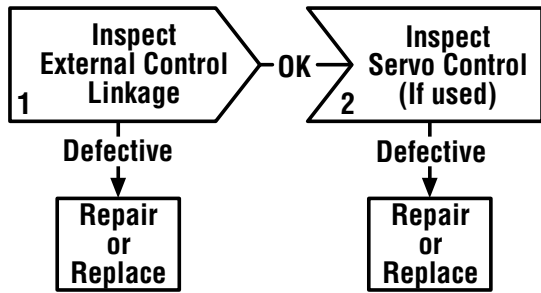 Inspect
External Control
Linkage
1
OK
Inspect
Servo Control
(If used)
2
Defective
Defective
Repair
or
Replace
Repair
or
Replace